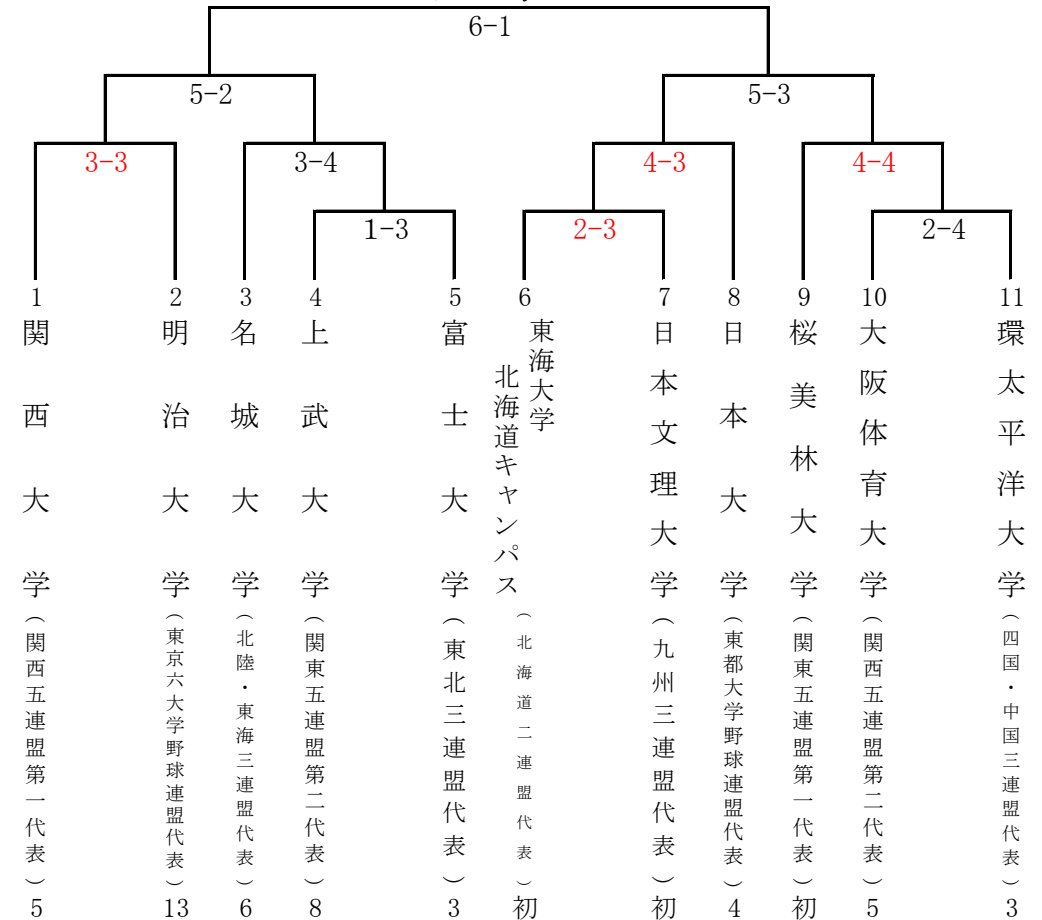 6-1
5-2
5-3
3-3
3-4
4-3
4-4
1-3
2-3
2-4
1
2
3
4
5
6
7
8
9
10
11
関西大学(関西五連盟第一代表)5
明治大学(東京六大学野球連盟代表)13
名城大学(北陸・東海三連盟代表)6
上武大学(関東五連盟第二代表)8
富士大学(東北三連盟代表)3
東海大学
北海道キャンパス(北海道二連盟代表)初
日本文理大学(九州三連盟代表)初
日本大学(東都大学野球連盟代表)4
桜美林大学(関東五連盟第一代表)初
大阪体育大学(関西五連盟第二代表)5
環太平洋大学(四国・中国三連盟代表)3